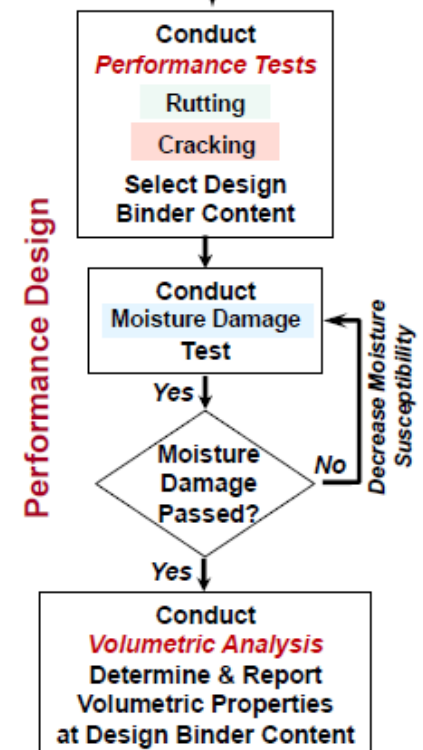 Conduct
Performance Tests
Rutting
Cracking
Select Design
Binder Content
Performance Design
Conduct
Moisture Damage
Test
Decrease Moisture
Susceptibility
Yes
Moisture
Damage
Passed?
No
Yes
Conduct
Volumetric Analysis
Determine & Report
Volumetric Properties
at Design Binder Content